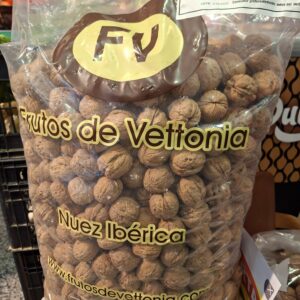 FV
Frutos de Vettonia
Nuez Ibérica
www.frutosdevettonia.com